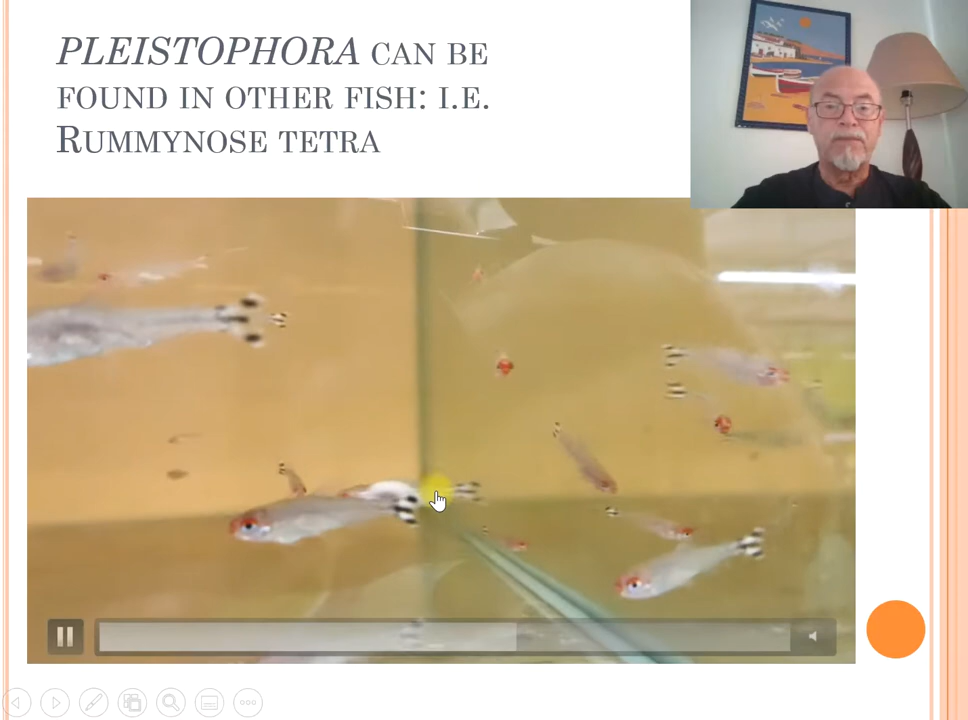 PLEISTOPHORA CAN BE
FOUND IN OTHER FISH: I.E.
RUMMYNOSE TETRA